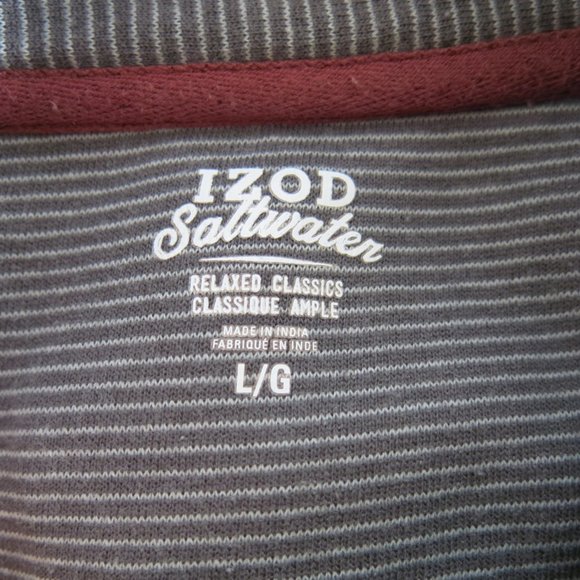 IZOD
Saltwater
RELAXED CLASSICS
CLASSIQUE AMPLE
MADE IN INDIA
FABRIQUÉ EN INDE
L/G